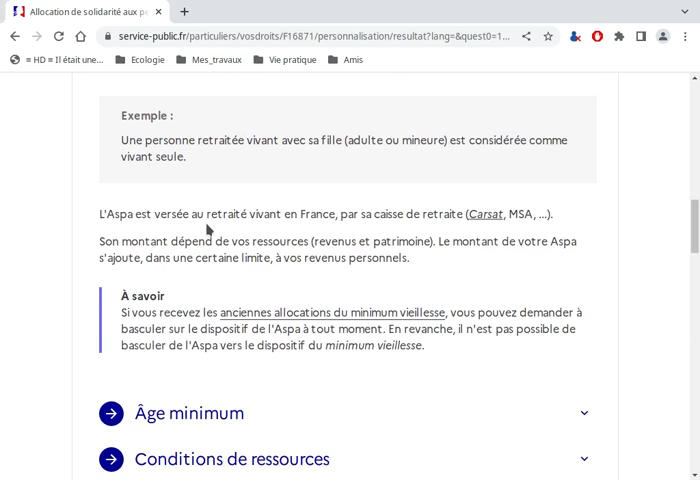 Allocation de solidarité aux pe
service-public.fr/particuliers/vosdroits/F16871/personnalisation/resultat?lang=&quest0=1...
= HD = Il était une...
Ecologie
Mes_travaux
Vie pratique
Amis
Exemple :
Une personne retraitée vivant avec sa fille (adulte ou mineure) est considérée comme
vivant seule.
L'Aspa est versée au retraité vivant en France, par sa caisse de retraite (Carsat, MSA, ...).
Son montant dépend de vos ressources (revenus et patrimoine). Le montant de votre Aspa
s'ajoute, dans une certaine limite, à vos revenus personnels.
À savoir
Si vous recevez les anciennes allocations du minimum vieillesse, vous pouvez demander à
basculer sur le dispositif de l'Aspa à tout moment. En revanche, il n'est pas possible de
basculer de l'Aspa vers le dispositif du minimum vieillesse.
Âge minimum
Conditions de ressources